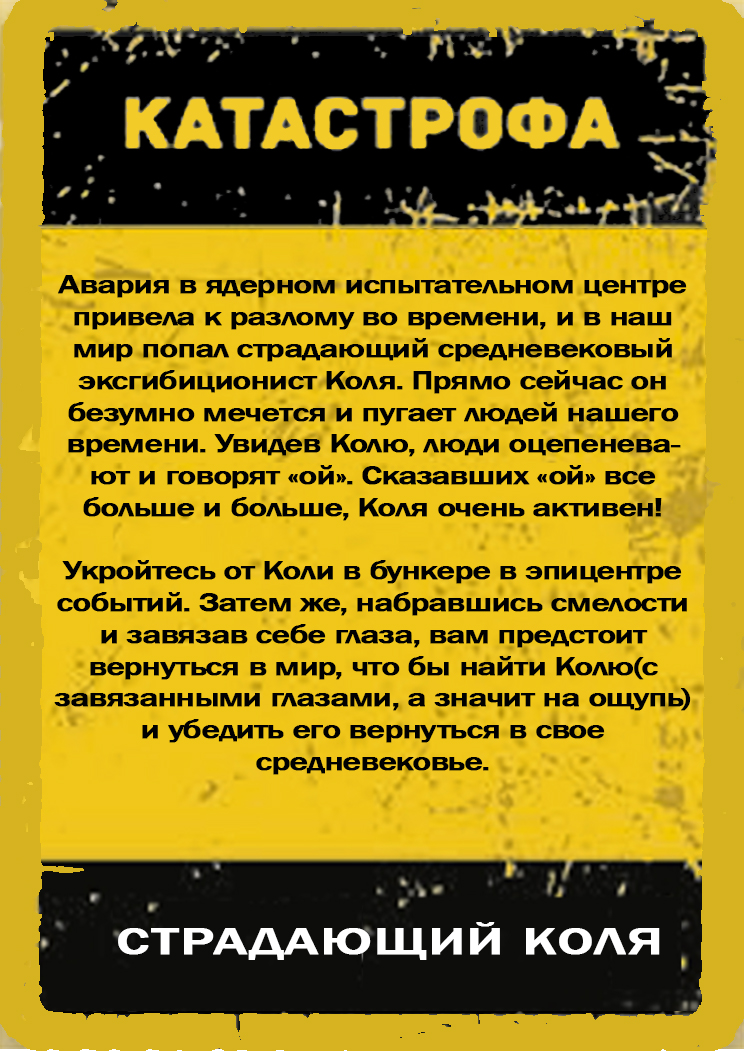 КАТАСТРОФА
Авария в ядерном испытательном центре
привела к разлому во времени, и в наш
мир попал страдающий средневековый
эксгибиционист Коля. Прямо сейчас он
безумно мечется и пугает людей нашего
времени. Увидев Колю, люди оцепенева-
ют и говорят «ой». Сказавших «ой» все
больше и больше, Коля очень активен!
Укройтесь от Коли в бункере в эпицентре
событий. Затем же, набравшись смелости
и завязав себе глаза, вам предстоит
вернуться в мир, что бы найти Колю(с
завязанными глазами, а значит на ощупь)
и убедить его вернуться в свое
средневековье.
СТРАДАЮЩИЙ КОЛЯ